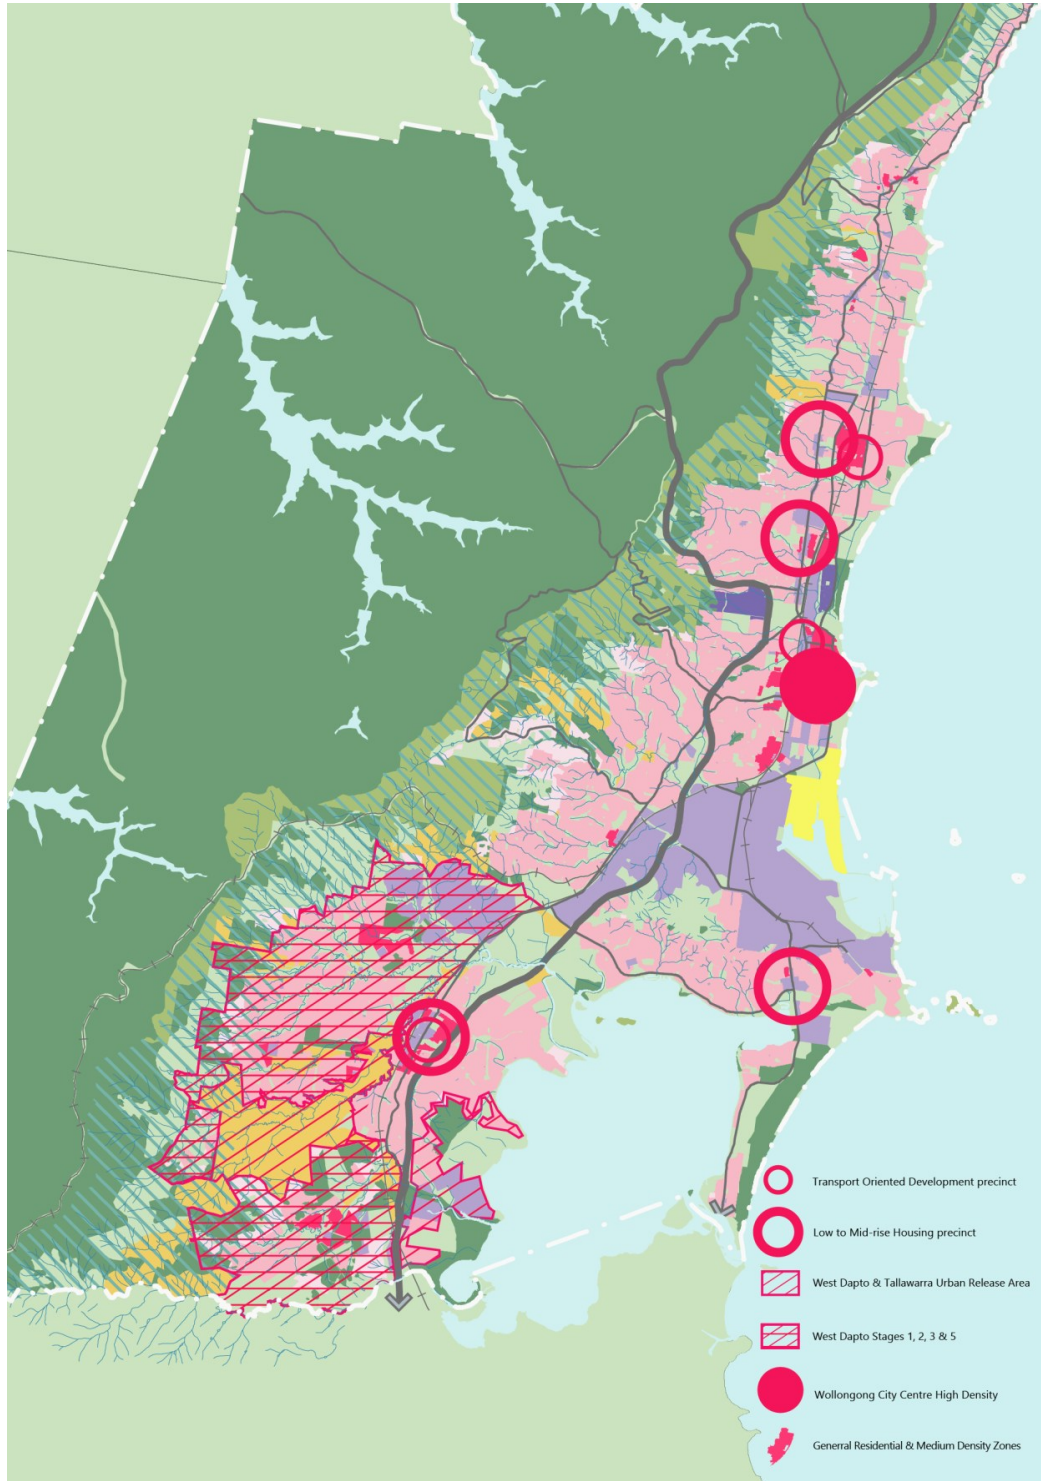 Transport Oriented Development precinct
Low to Mid-rise Housing precinct
West Dapto & Tallawarra Urban Release Area
West Dapto Stages 1, 2, 3 & 5
Wollongong City Centre High Density
Generral Residential & Medium Density Zones